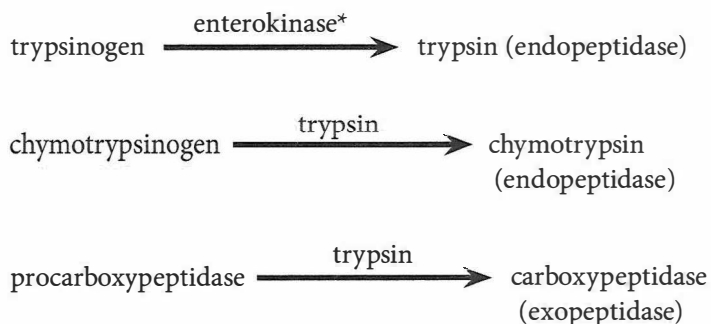 enterokinase*
trypsinogen trypsin (endopeptidase)
trypsin
chymotrypsinogen chymotrypsin
(endopeptidase)
trypsin
procarboxypeptidase carboxypeptidase
(exopeptidase)